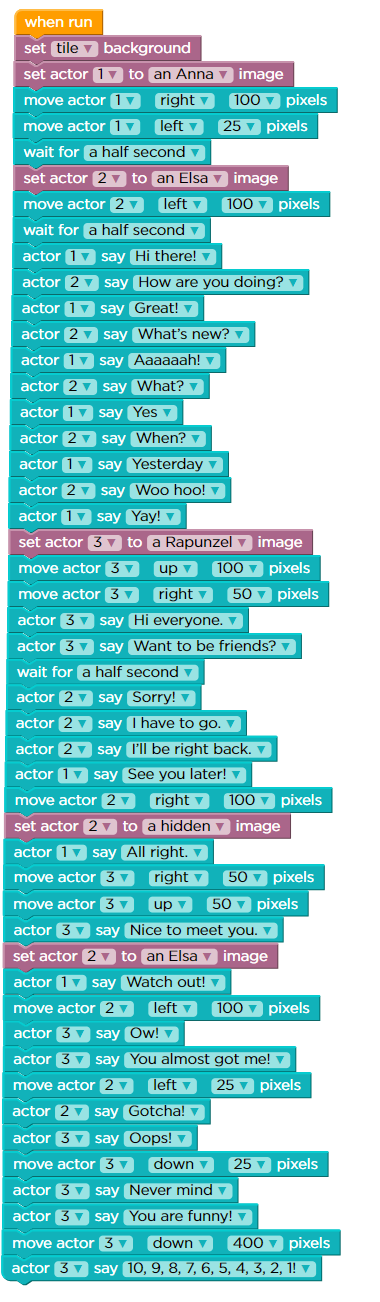 when run
set tile background
set actor 1 to an Anna image
move actor 1 right 100 pixels
move actor 1 left 25 pixels
wait for a half second
set actor 2 to an Elsa image
move actor 2 left 100 pixels
wait for a half second
actor 1 say Hi there!
actor 2 say How are you doing?
actor 1 say Great!
actor 2 say What's new?
actor 1 say Aaaaaah!
actor 2 say What?
actor 1 say Yes
actor 2 say When?
actor 1 say Yesterday
actor 2 say Woo hoo!
actor 1 say Yay!
set actor 3 to a Rapunzel image
move actor 3 up 100 pixels
move actor 3 right 50 pixels
actor 3 say Hi everyone.
actor 3 say Want to be friends?
wait for a half second
actor 2 say Sorry!
actor 2 say I have to go.
actor 2 say I'll be right back.
actor 1 say See you later!
move actor 2 right 100 pixels
set actor 2 to a hidden image
actor 1 say All right.
move actor 3 right 50 pixels
move actor 3 up 50 pixels
actor 3 say Nice to meet you.
set actor 2 to an Elsa image
actor 1 say Watch out!
move actor 2 left 100 pixels
actor 3 say Ow!
actor 3 say You almost got me!
move actor 2 left 25 pixels
actor 2 say Gotcha!
actor 3 say Oops!
move actor 3 down 25 pixels
actor 3 say Never mind
actor 3 say You are funny!
move actor 3 down 400 pixels
actor 3 say 10, 9, 8, 7, 6, 5, 4, 3, 2, 1!